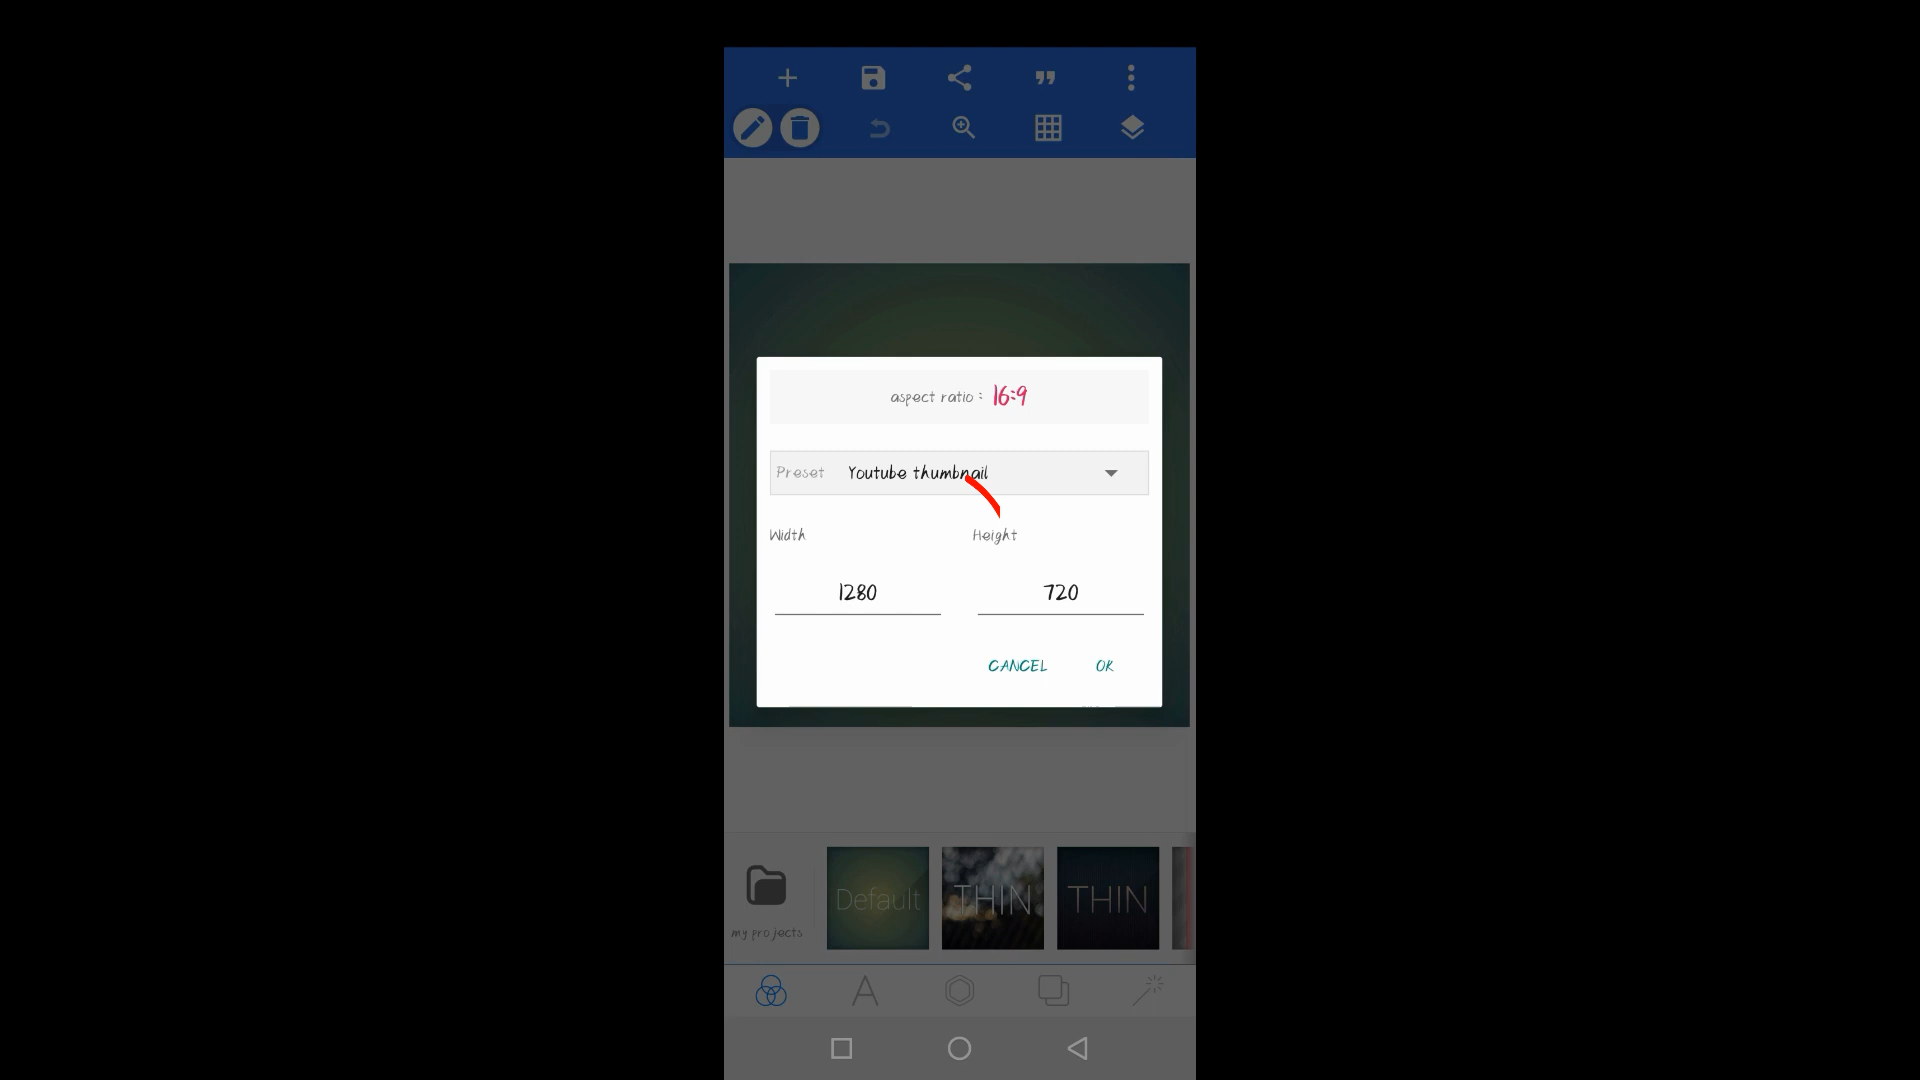 aspect ratio : 16:9
Preset Youtube thumbnail
Width Height
1280 720
CANCEL OK
Default THIN THIN
my projects